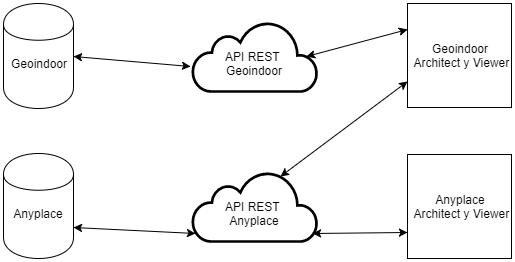 Geoindoor
API REST
Geoindoor
Geoindoor
Architect y Viewer
Anyplace
API REST
Anyplace
Anyplace
Architect y Viewer